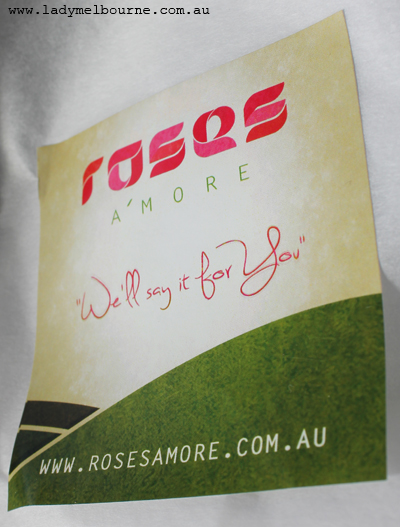 www.ladymelbourne.com.au
roses
A'MORE
"We'll say it for You"
WWW.ROSESAMORE.COM.AU